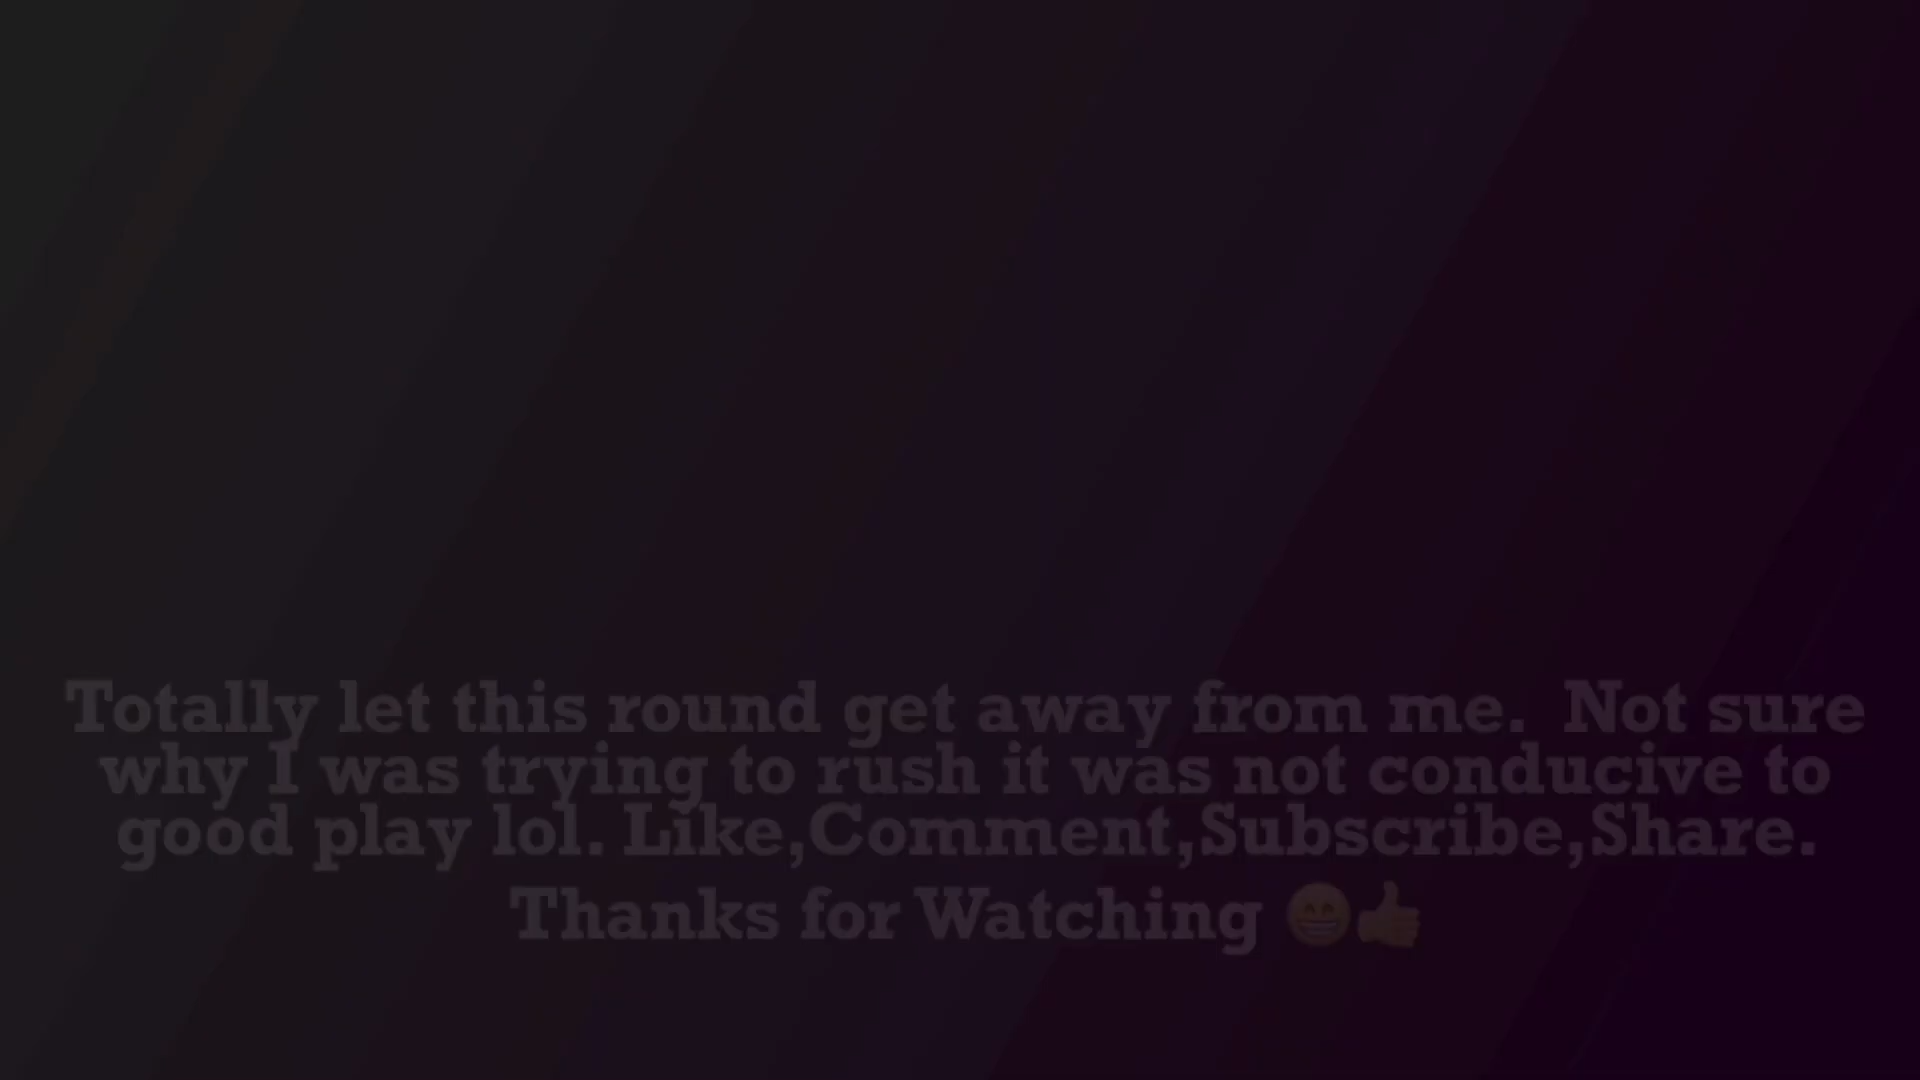 Totally let this round get away from me.  Not sure
why I was trying to rush it was not conducive to
good play lol. Like,Comment,Subscribe,Share.
Thanks for Watching 😁👍